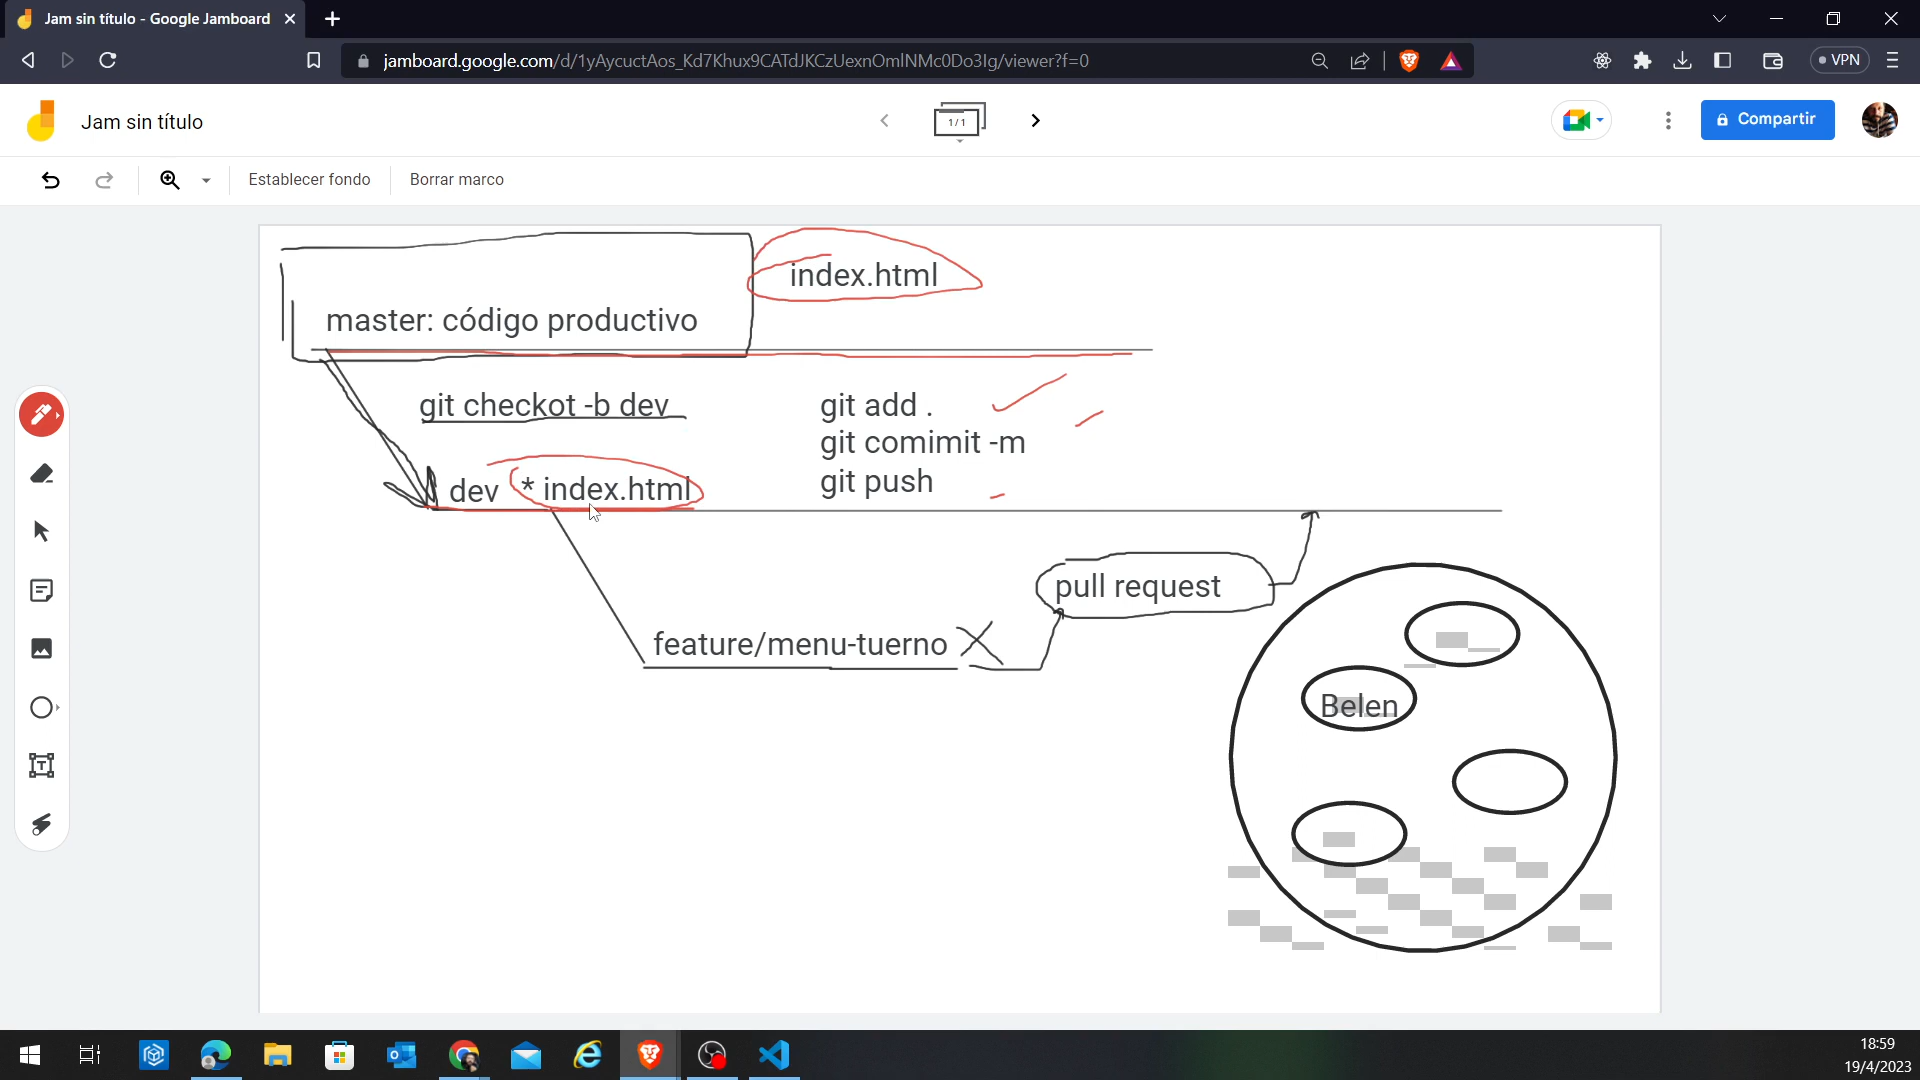 Jam sin título - Google Jamboard
jamboard.google.com/d/1yAycuctAos_Kd7Khux9CATdJKCzUexnOmlNMc0Do3Ig/viewer?f=0
VPN
Jam sin título
1 / 1
Compartir
Establecer fondo
Borrar marco
index.html
master: código productivo
git checkot -b dev
git add .
git comimit -m
git push
dev
* index.html
pull request
feature/menu-tuerno
Belen
18:59
19/4/2023